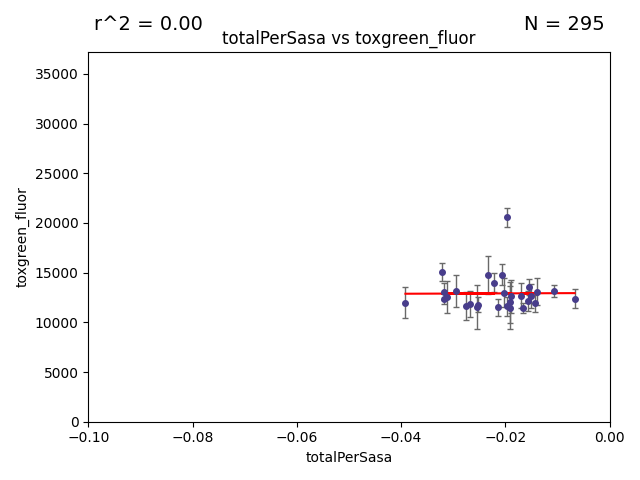 r^2 = 0.00
N = 295
totalPerSasa vs toxgreen_fluor
35000
30000
25000
20000
15000
10000
5000
0
toxgreen_fluor
−0.10
−0.08
−0.06
−0.04
−0.02
0.00
totalPerSasa